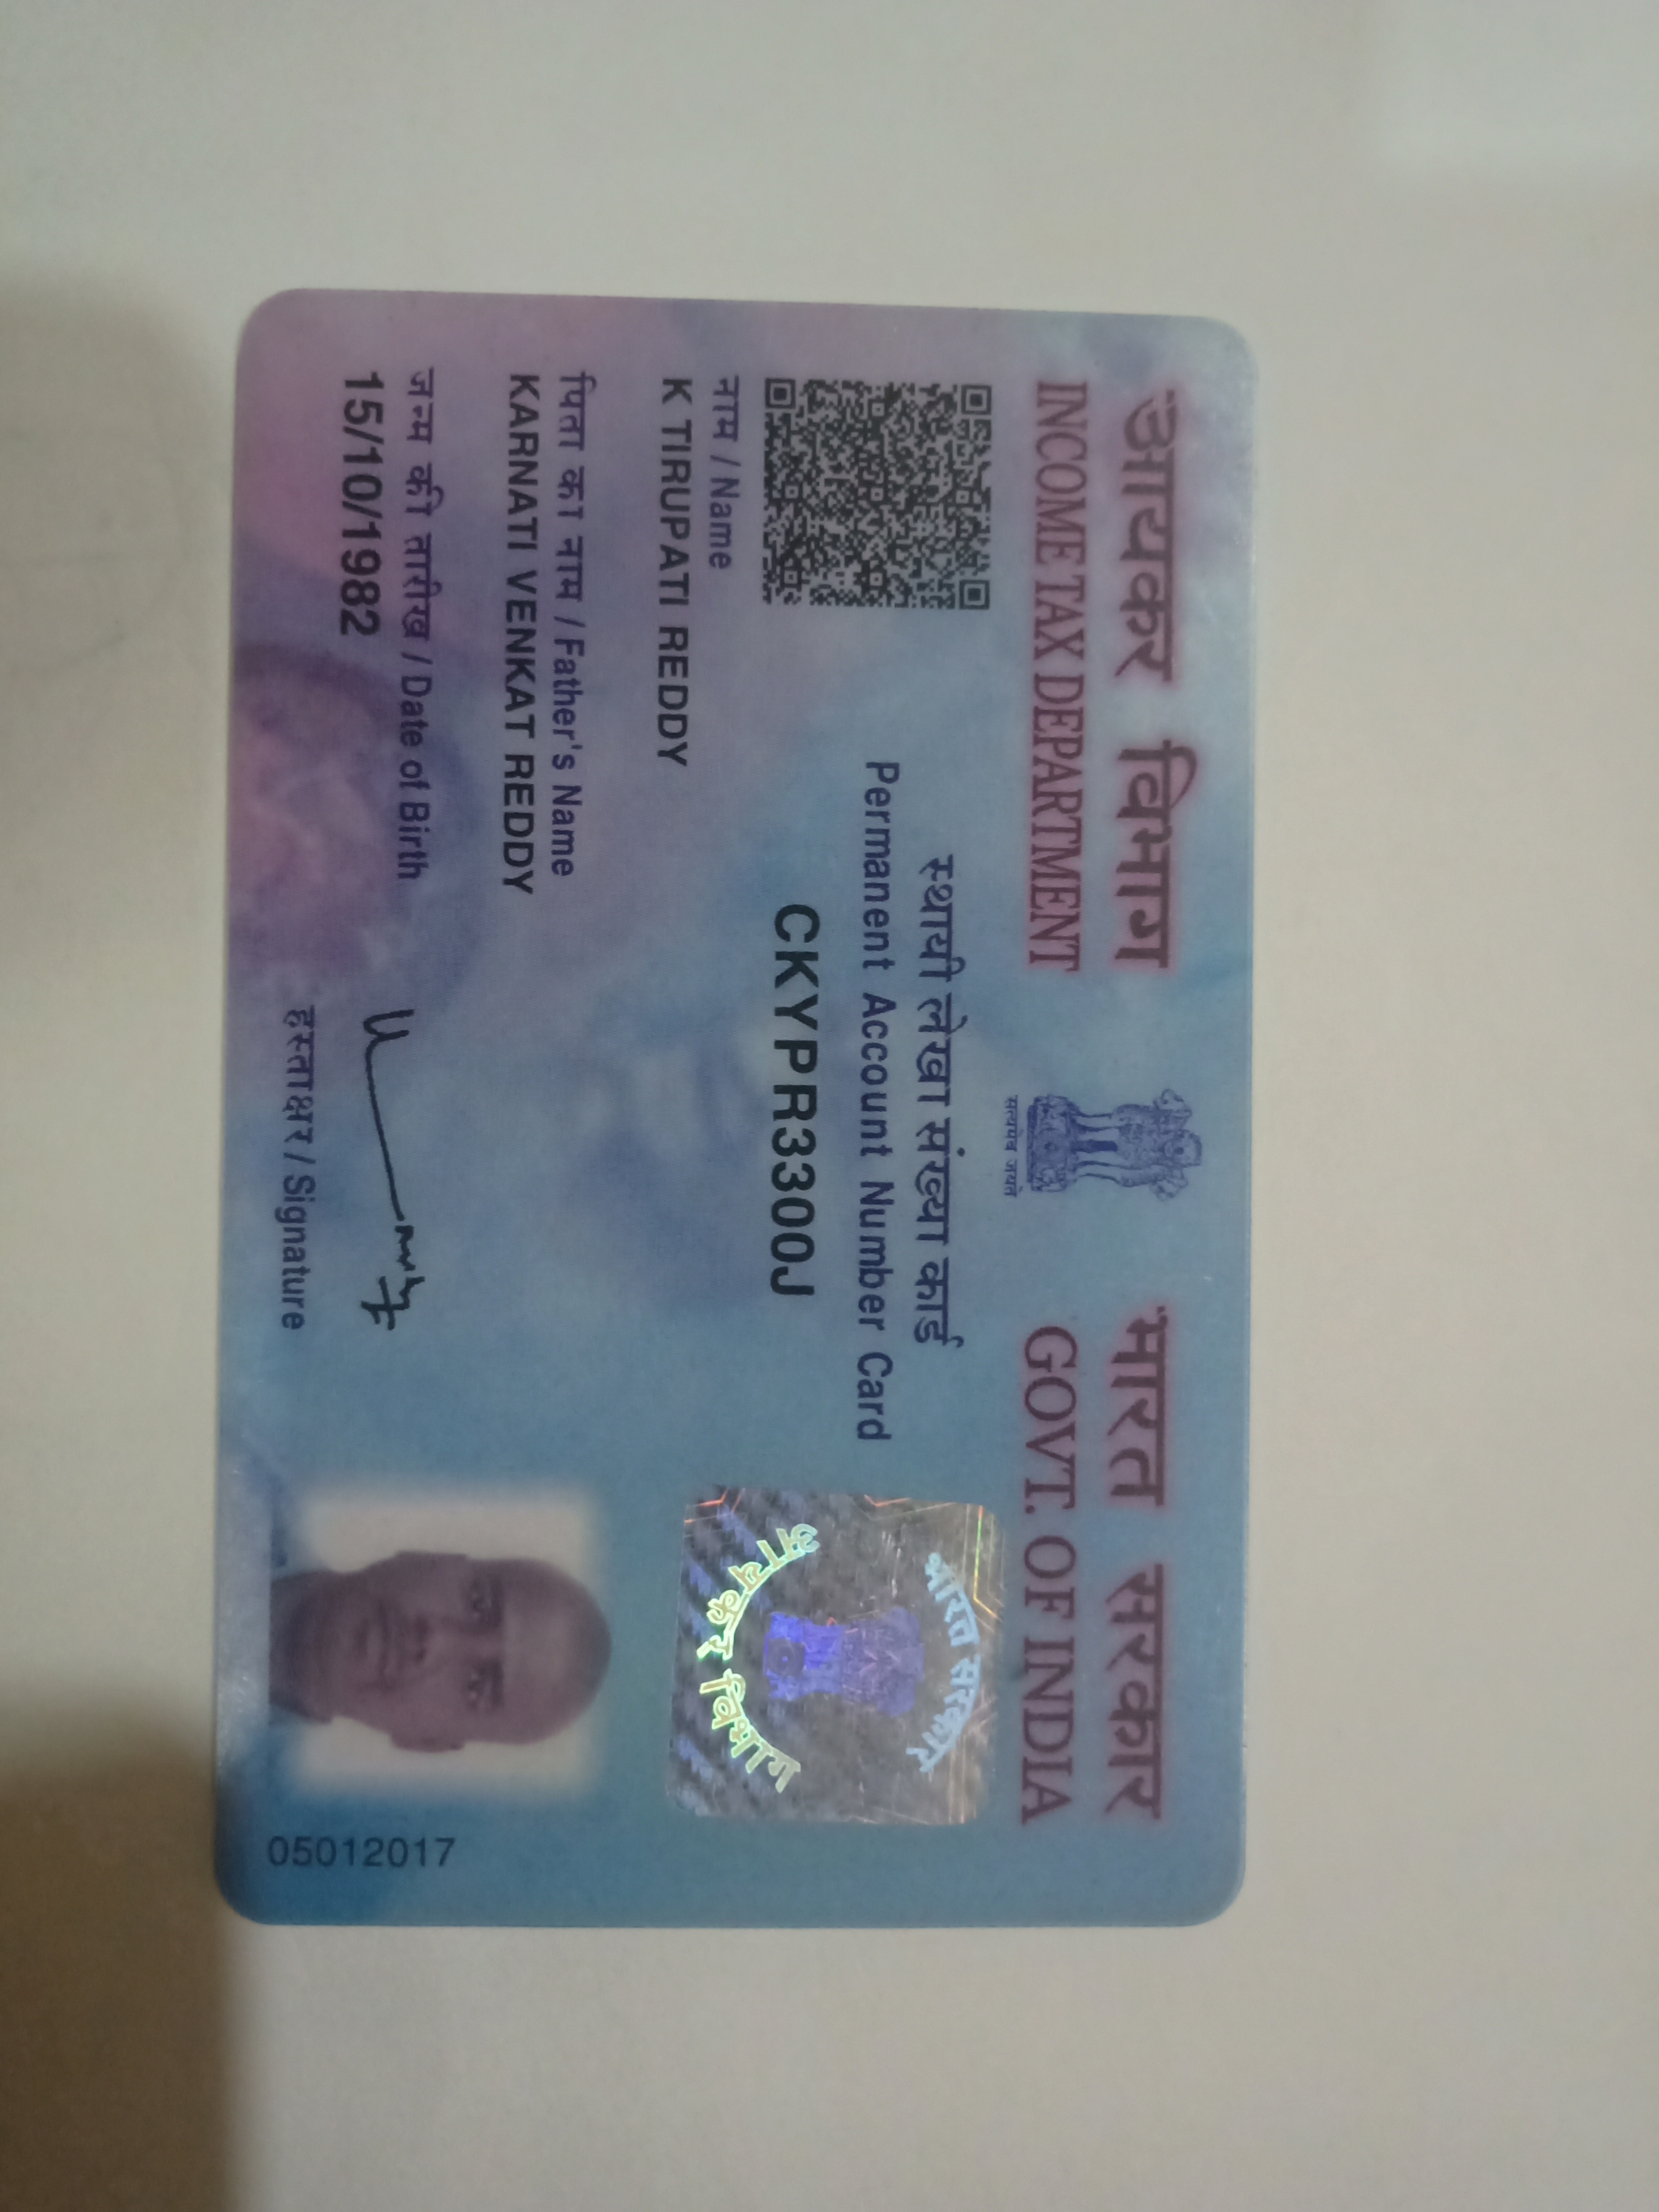 आयकर विभाग
INCOME TAX DEPARTMENT
सत्यमेव जयते
भारत सरकार
GOVT. OF INDIA
स्थायी लेखा संख्या कार्ड
Permanent Account Number Card
CKYPR3300J
भारत सरकार
आयकर विभाग
नाम / Name
K TIRUPATI REDDY
पिता का नाम / Father's Name
KARNATI VENKAT REDDY
जन्म की तारीख / Date of Birth
15/10/1982
हस्ताक्षर / Signature
05012017